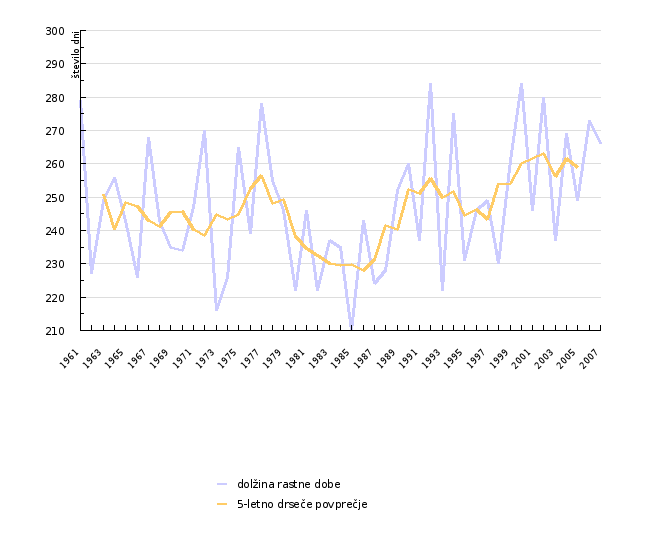 število dni
300
290
280
270
260
250
240
230
220
210
1961 1963 1965 1967 1969 1971 1973 1975 1977 1979 1981 1983 1985 1987 1989 1991 1993 1995 1997 1999 2001 2003 2005 2007
dolžina rastne dobe
5-letno drseče povprečje